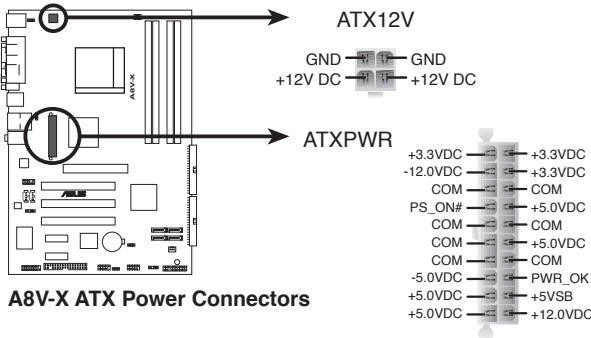 ATX12V
GND GND
+12V DC +12V DC
A8V-X
ATXPWR
+3.3VDC +3.3VDC
-12.0VDC +3.3VDC
COM COM
PS_ON# +5.0VDC
COM COM
COM +5.0VDC
COM COM
-5.0VDC PWR_OK
+5.0VDC +5VSB
+5.0VDC +12.0VDC
ASUS
A8V-X ATX Power Connectors